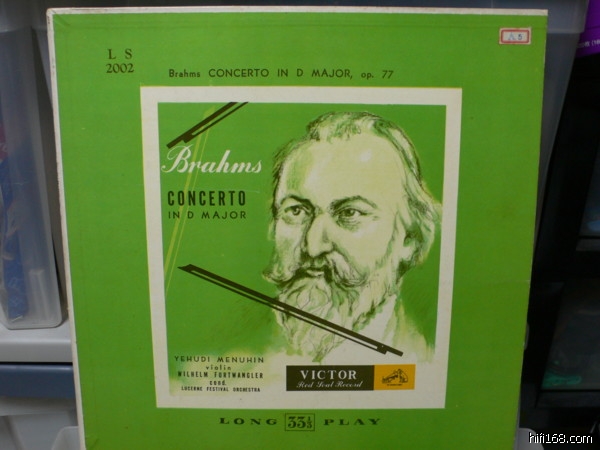 L S
2002
Brahms CONCERTO IN D MAJOR, op. 77
Brahms
CONCERTO
IN D MAJOR
YEHUDI MENUHIN
violin
WILHELM FURTWANGLER
cond.
LUCERNE FESTIVAL ORCHESTRA
VICTOR
Red Seal Record
LONG 33⅓ PLAY
hifi168.com